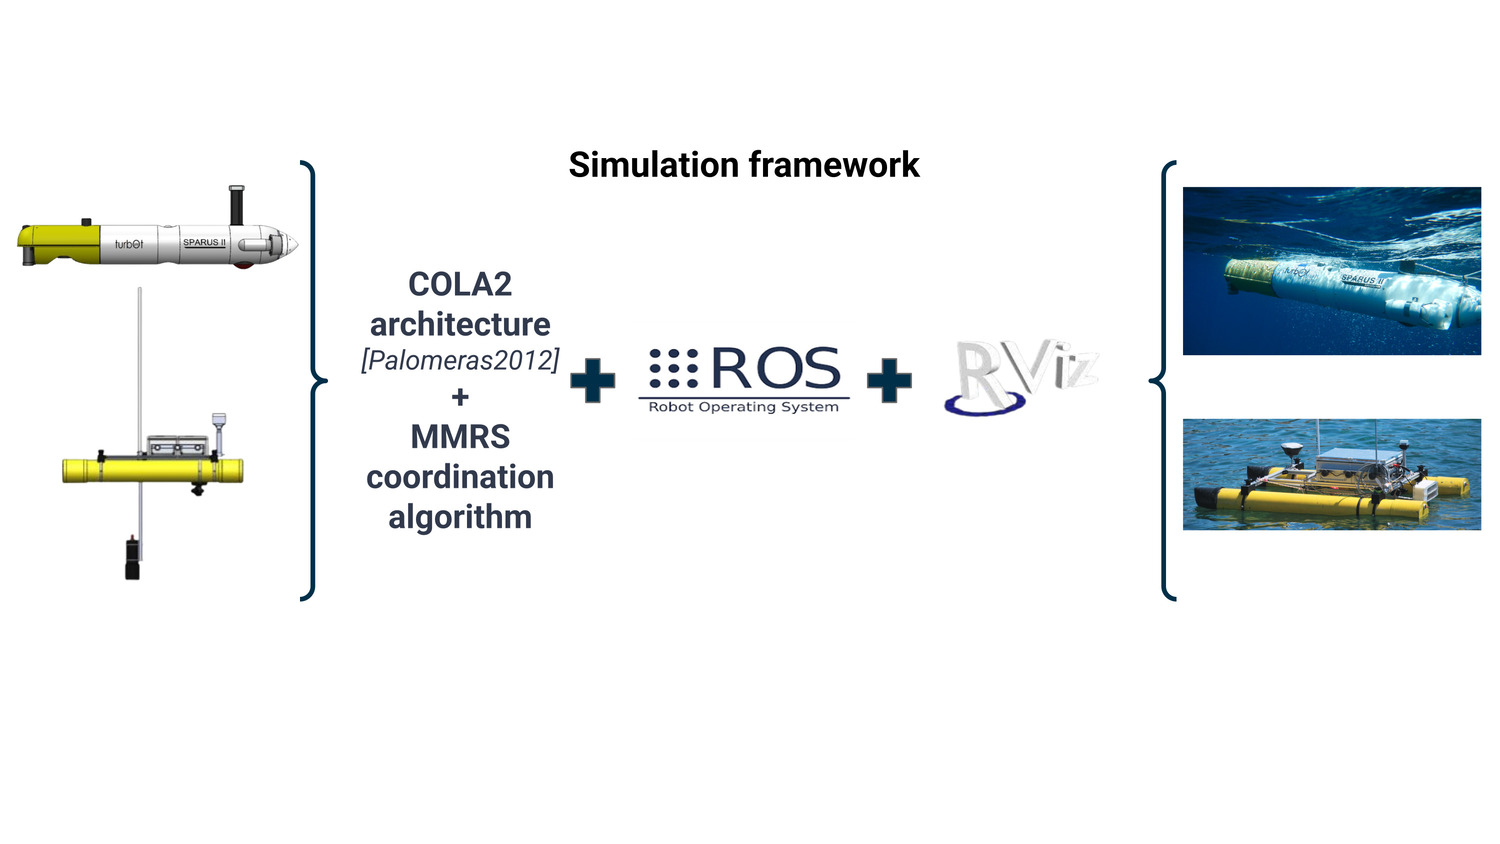 Simulation framework
turbot
SPARUS II
COLA2
architecture
[Palomeras2012]
+
MMRS
coordination
algorithm
ROS
Robot Operating System
RViz
turbot
SPARUS II